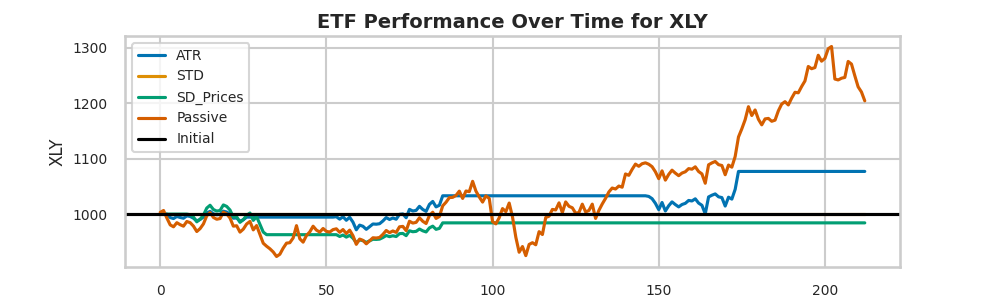 ETF Performance Over Time for XLY
1300
1200
1100
1000
XLY
ATR
STD
SD_Prices
Passive
Initial
0
50
100
150
200